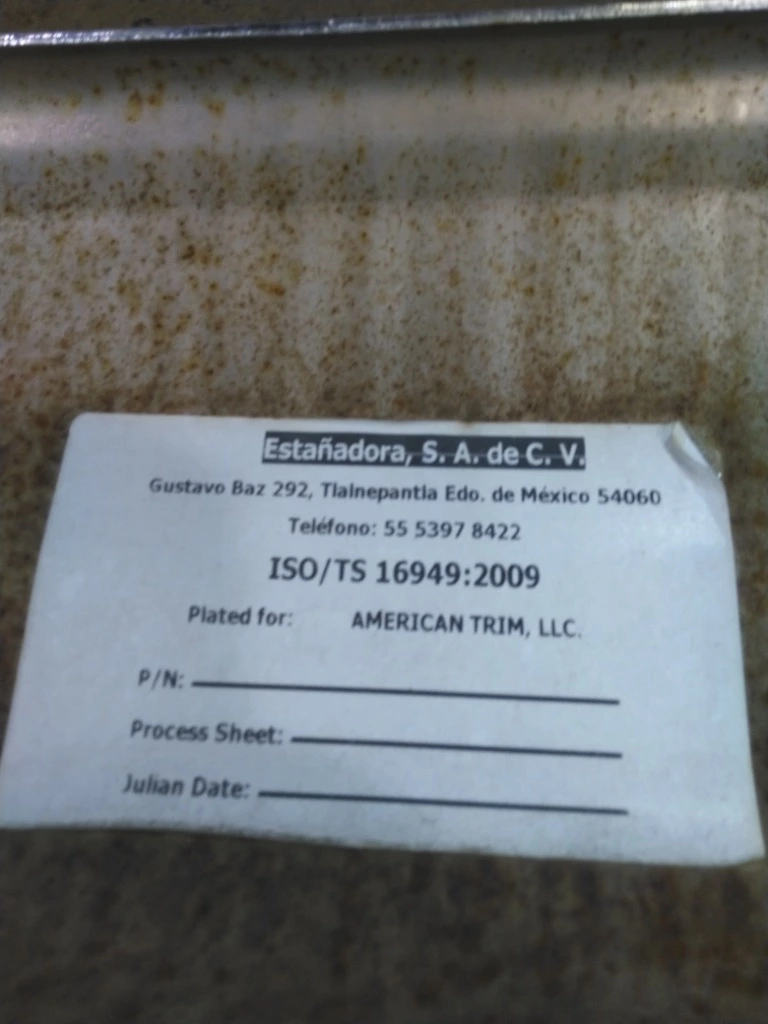 Estañadora, S. A. de C. V.
Gustavo Baz 292, Tlalnepantla Edo. de México 54060
Teléfono: 55 5397 8422
ISO/TS 16949:2009
Plated for: AMERICAN TRIM, LLC.
P/N:
Process Sheet:
Julian Date: